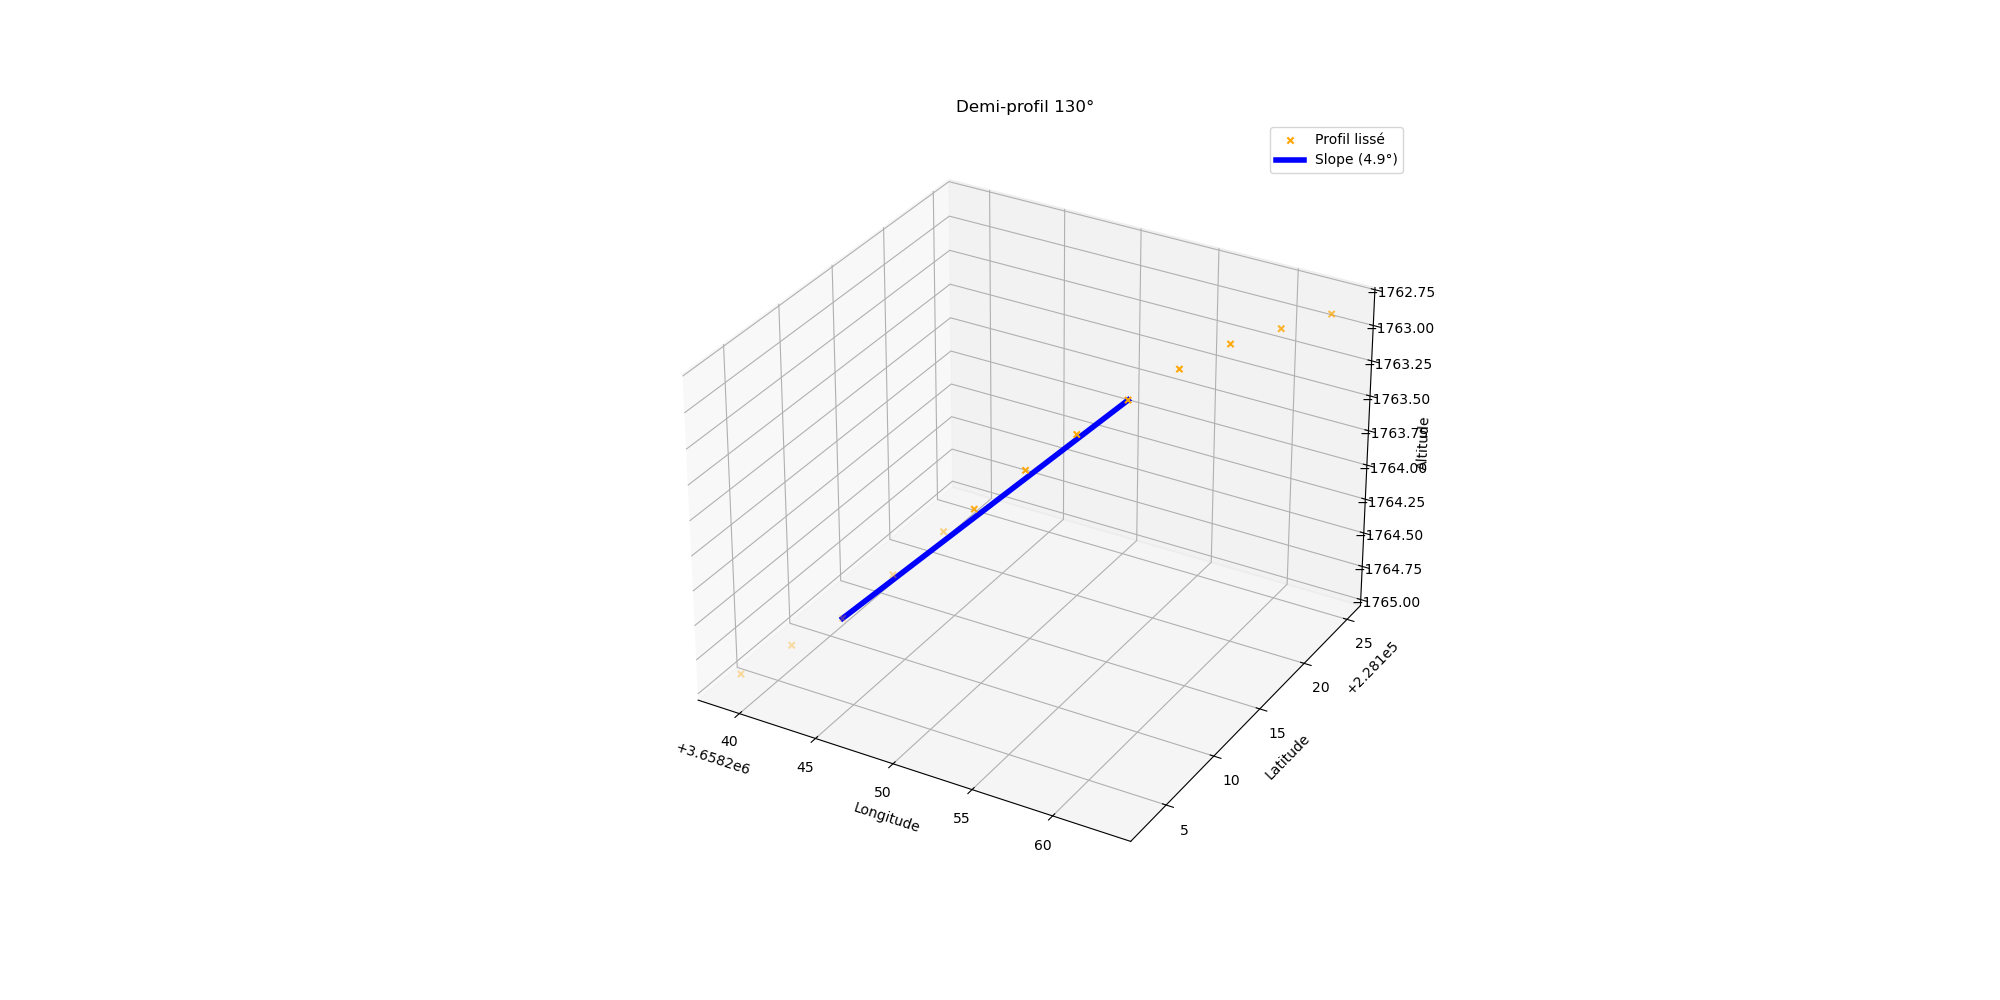 Demi-profil 130°
Profil lissé
Slope (4.9°)
−1762.75
−1763.00
−1763.25
−1763.50
−1763.75
−1764.00
−1764.25
−1764.50
−1764.75
−1765.00
Altitude
25
20
15
10
5
+2.281e5
Latitude
40
45
50
55
60
+3.6582e6
Longitude